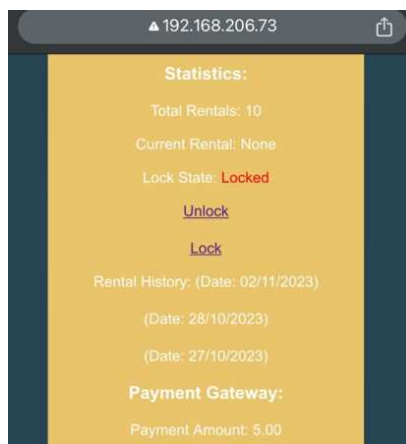 192.168.206.73
Statistics:
Total Rentals: 10
Current Rental: None
Lock State: Locked
Unlock
Lock
Rental History: (Date: 02/11/2023)
(Date: 28/10/2023)
(Date: 27/10/2023)
Payment Gateway:
Payment Amount: 5.00